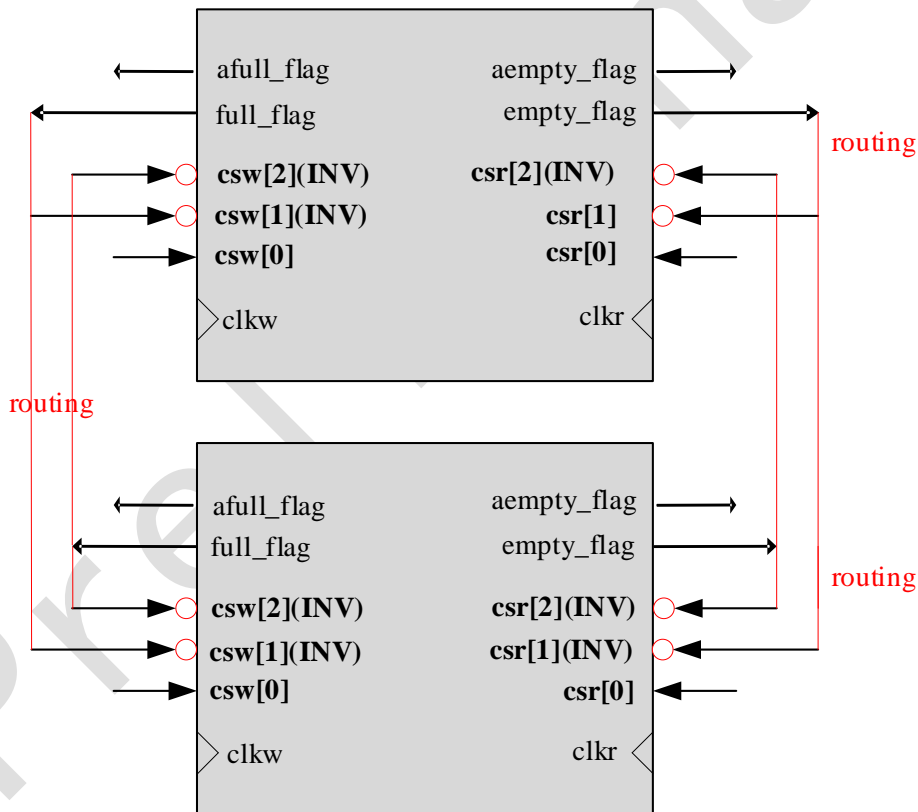 afull_flag aempty_flag
full_flag empty_flag
routing
csw[2](INV) csr[2](INV)
csw[1](INV) csr[1]
csw[0] csr[0]
clkw clkr
routing
afull_flag aempty_flag
full_flag empty_flag
routing
csw[2](INV) csr[2](INV)
csw[1](INV) csr[1](INV)
csw[0] csr[0]
clkw clkr